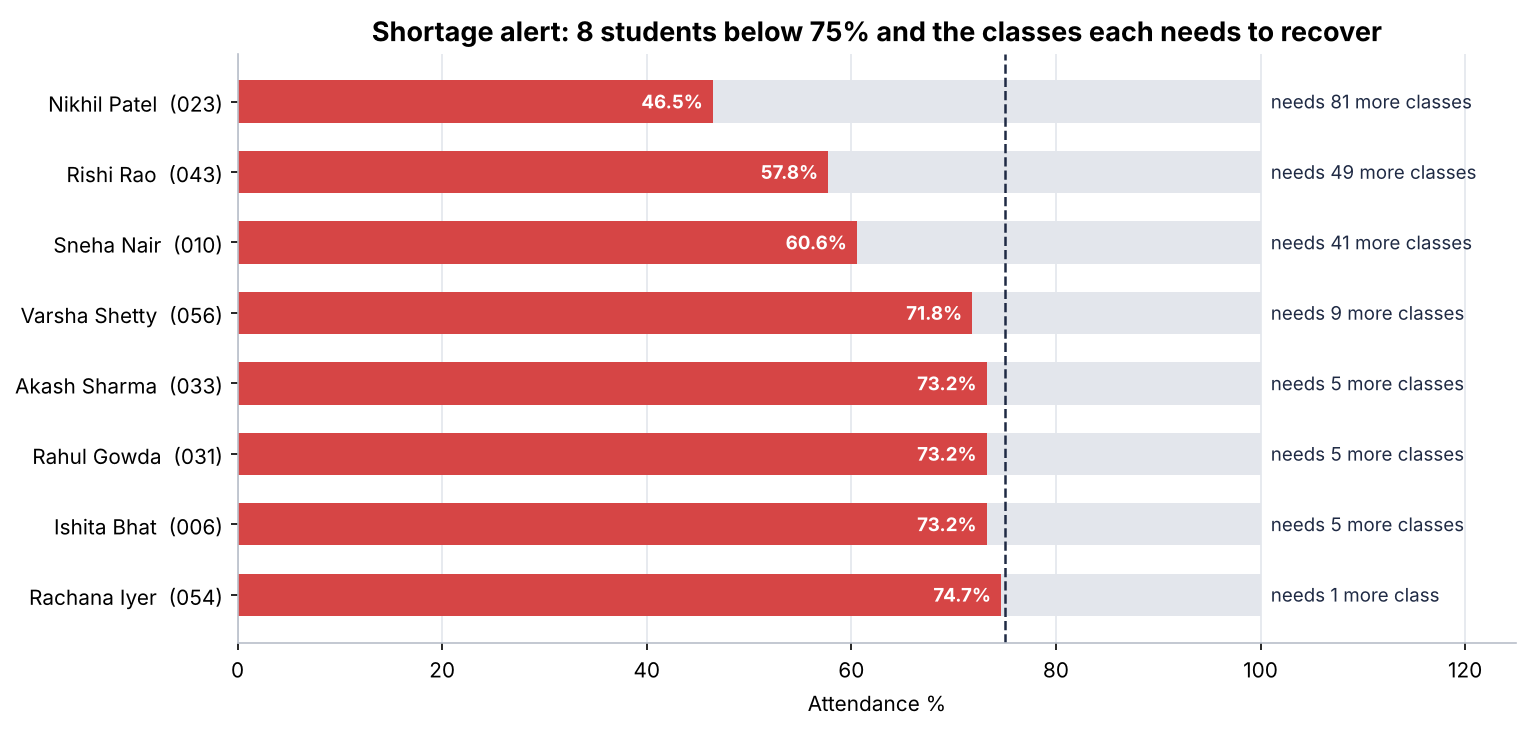 Shortage alert: 8 students below 75% and the classes each needs to recover
Nikhil Patel (023) 46.5% needs 81 more classes
Rishi Rao (043) 57.8% needs 49 more classes
Sneha Nair (010) 60.6% needs 41 more classes
Varsha Shetty (056) 71.8% needs 9 more classes
Akash Sharma (033) 73.2% needs 5 more classes
Rahul Gowda (031) 73.2% needs 5 more classes
Ishita Bhat (006) 73.2% needs 5 more classes
Rachana Iyer (054) 74.7% needs 1 more class
0 20 40 60 80 100 120
Attendance %